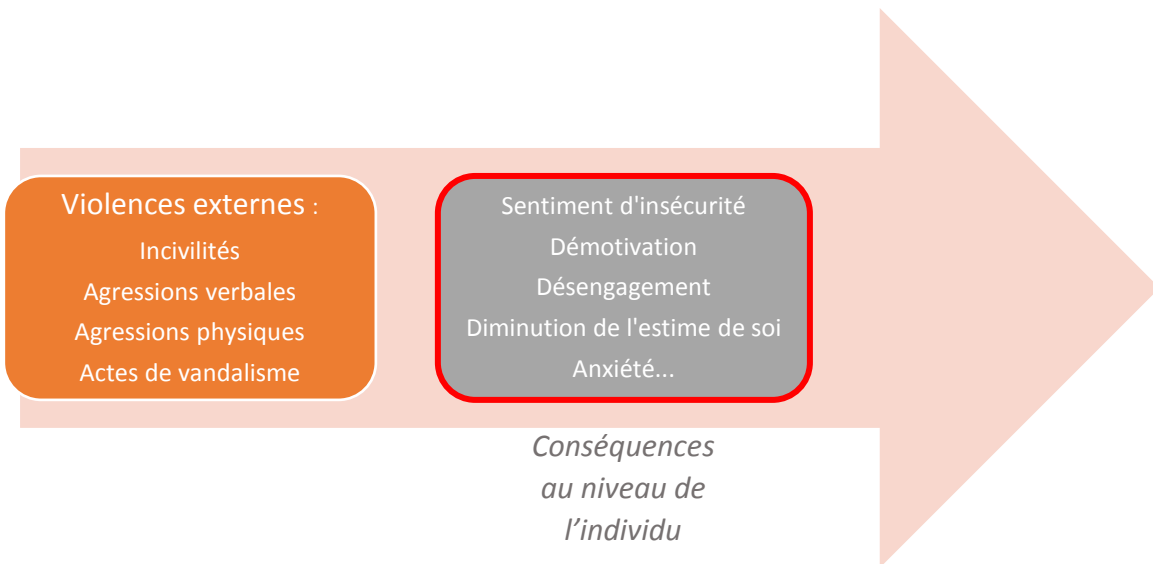 Violences externes :
Incivilités
Agressions verbales
Agressions physiques
Actes de vandalisme
Sentiment d'insécurité
Démotivation
Désengagement
Diminution de l'estime de soi
Anxiété...
Conséquences
au niveau de
l’individu